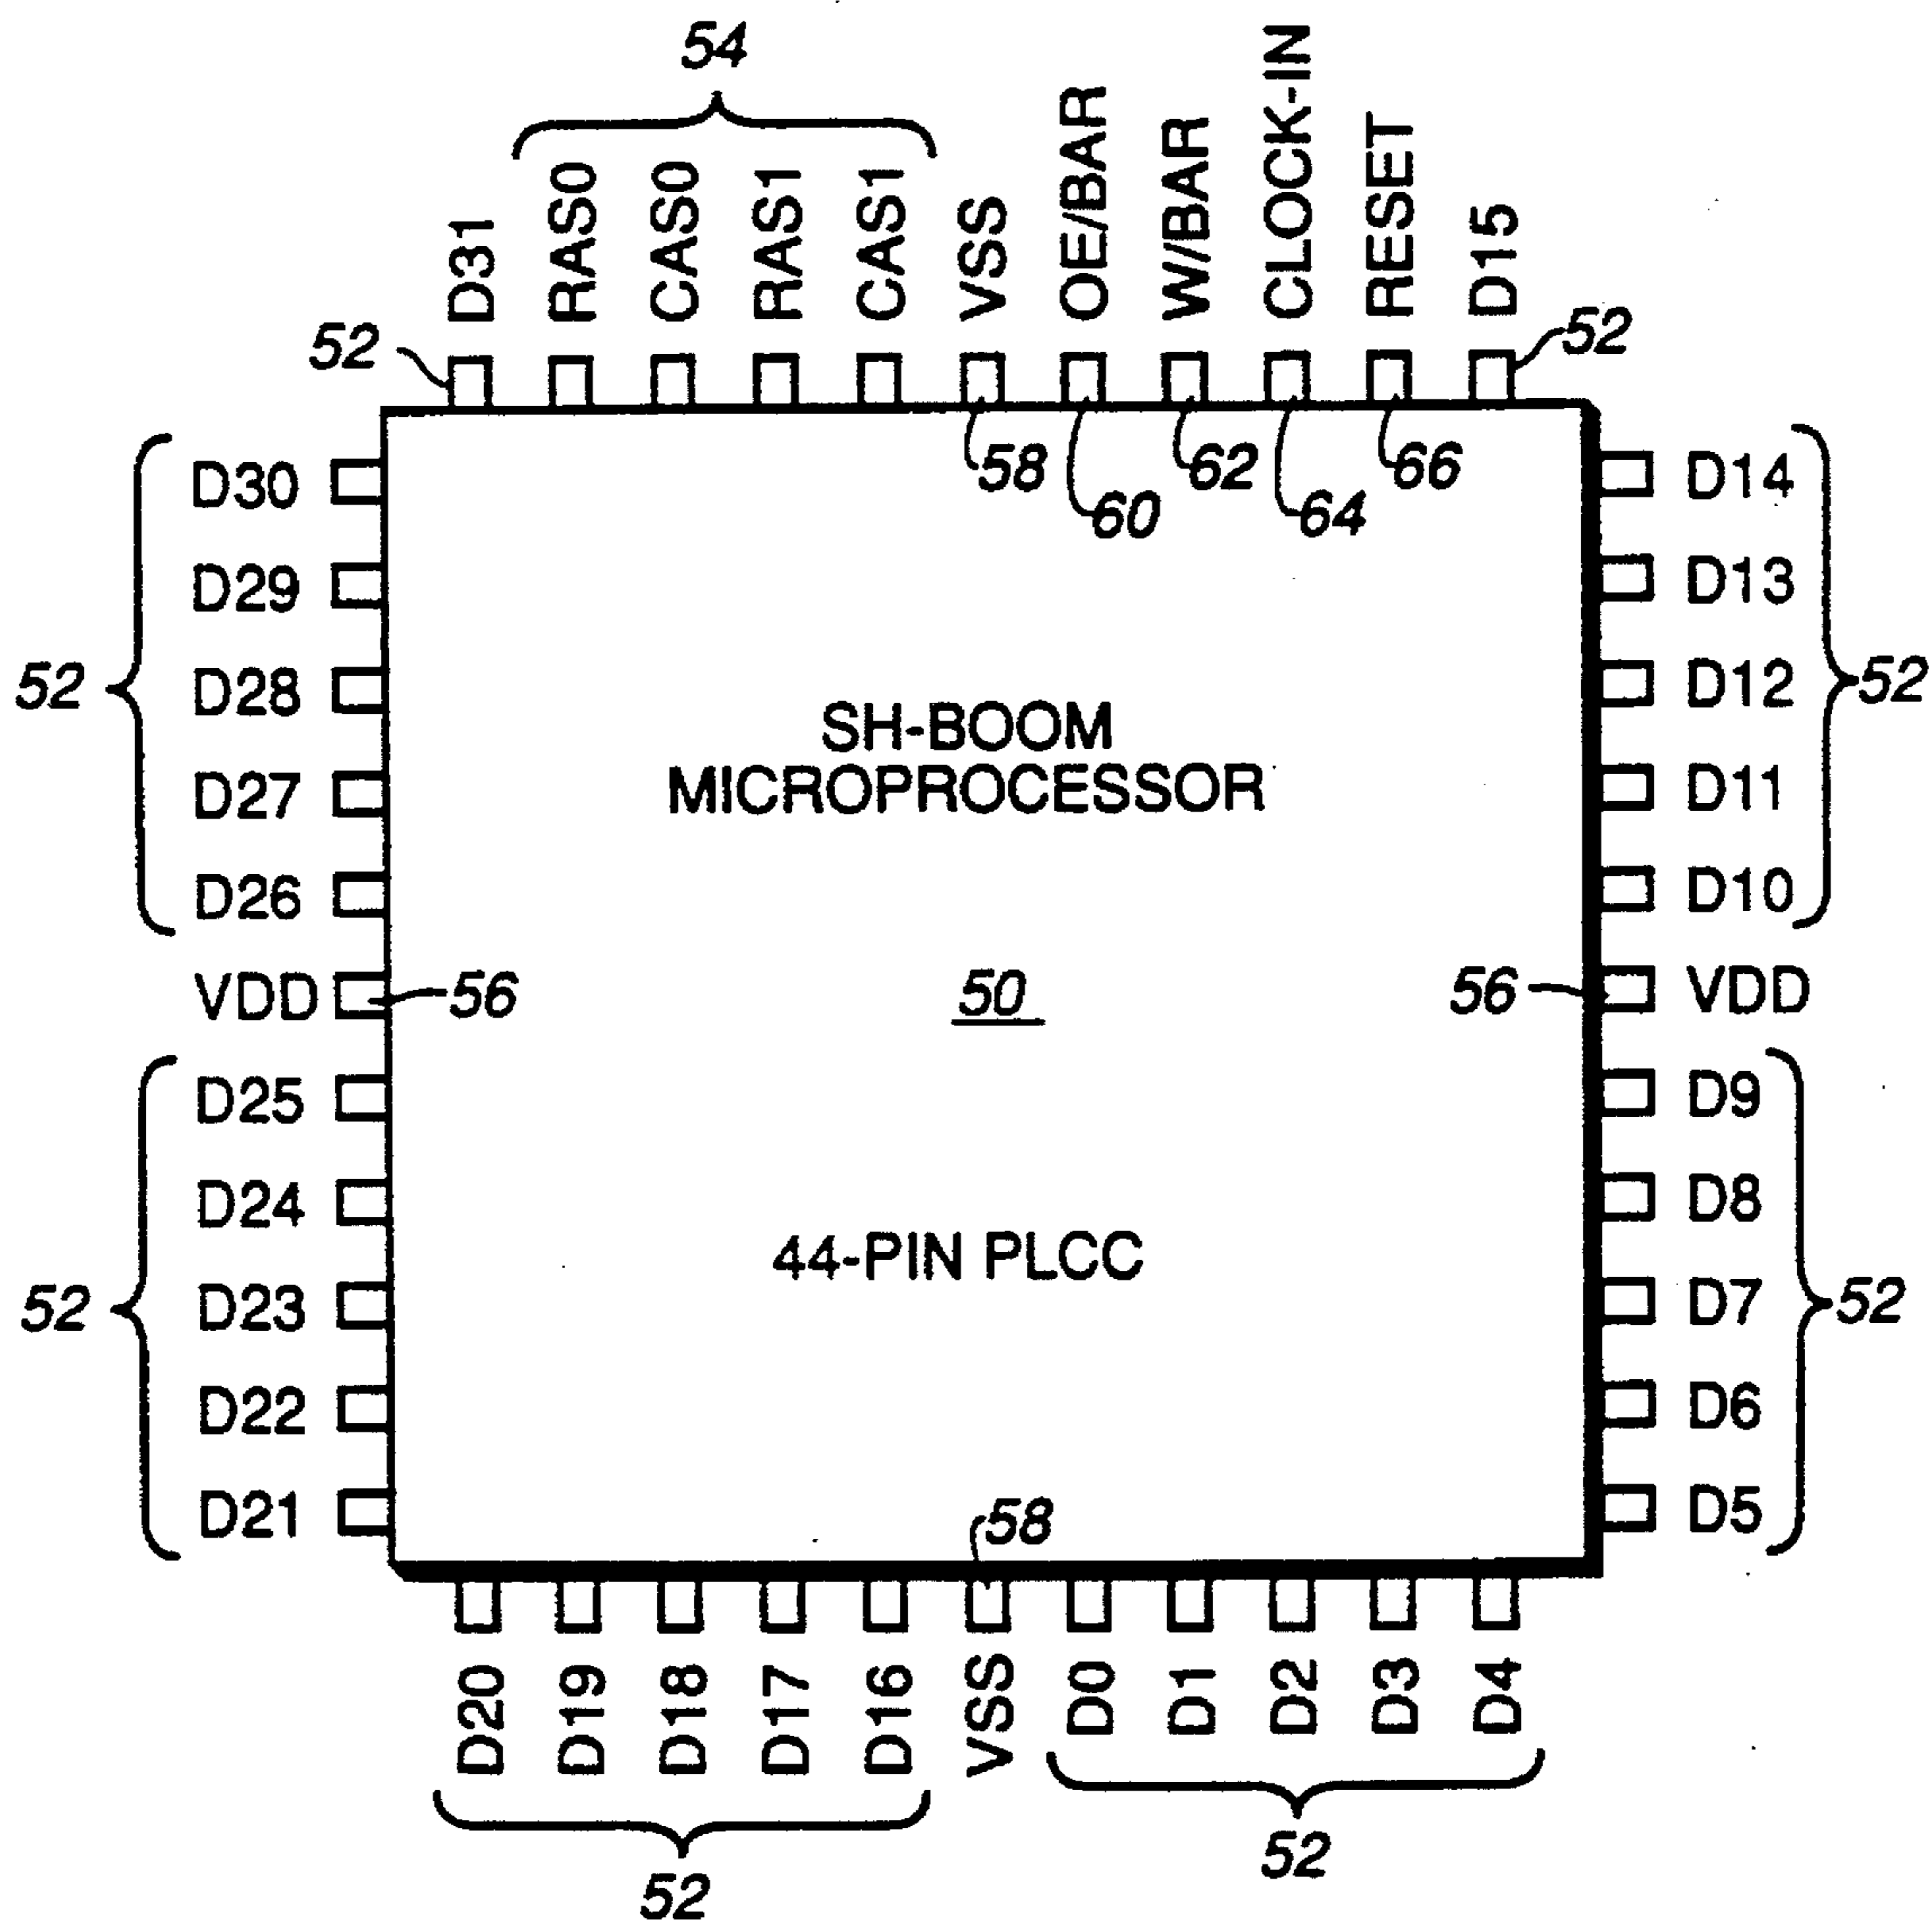 54
D31
RAS0
CAS0
RAS1
CAS1
VSS
OE/BAR
W/BAR
CLOCK-IN
RESET
D15
52
52
58
60
62
64
66
D30
D29
D28
D27
D26
52
VDD
56
D25
D24
D23
D22
D21
52
SH-BOOM
MICROPROCESSOR
50
44-PIN PLCC
D14
D13
D12
D11
D10
52
56
VDD
D9
D8
D7
D6
D5
52
58
D20
D19
D18
D17
D16
VSS
D0
D1
D2
D3
D4
52
52